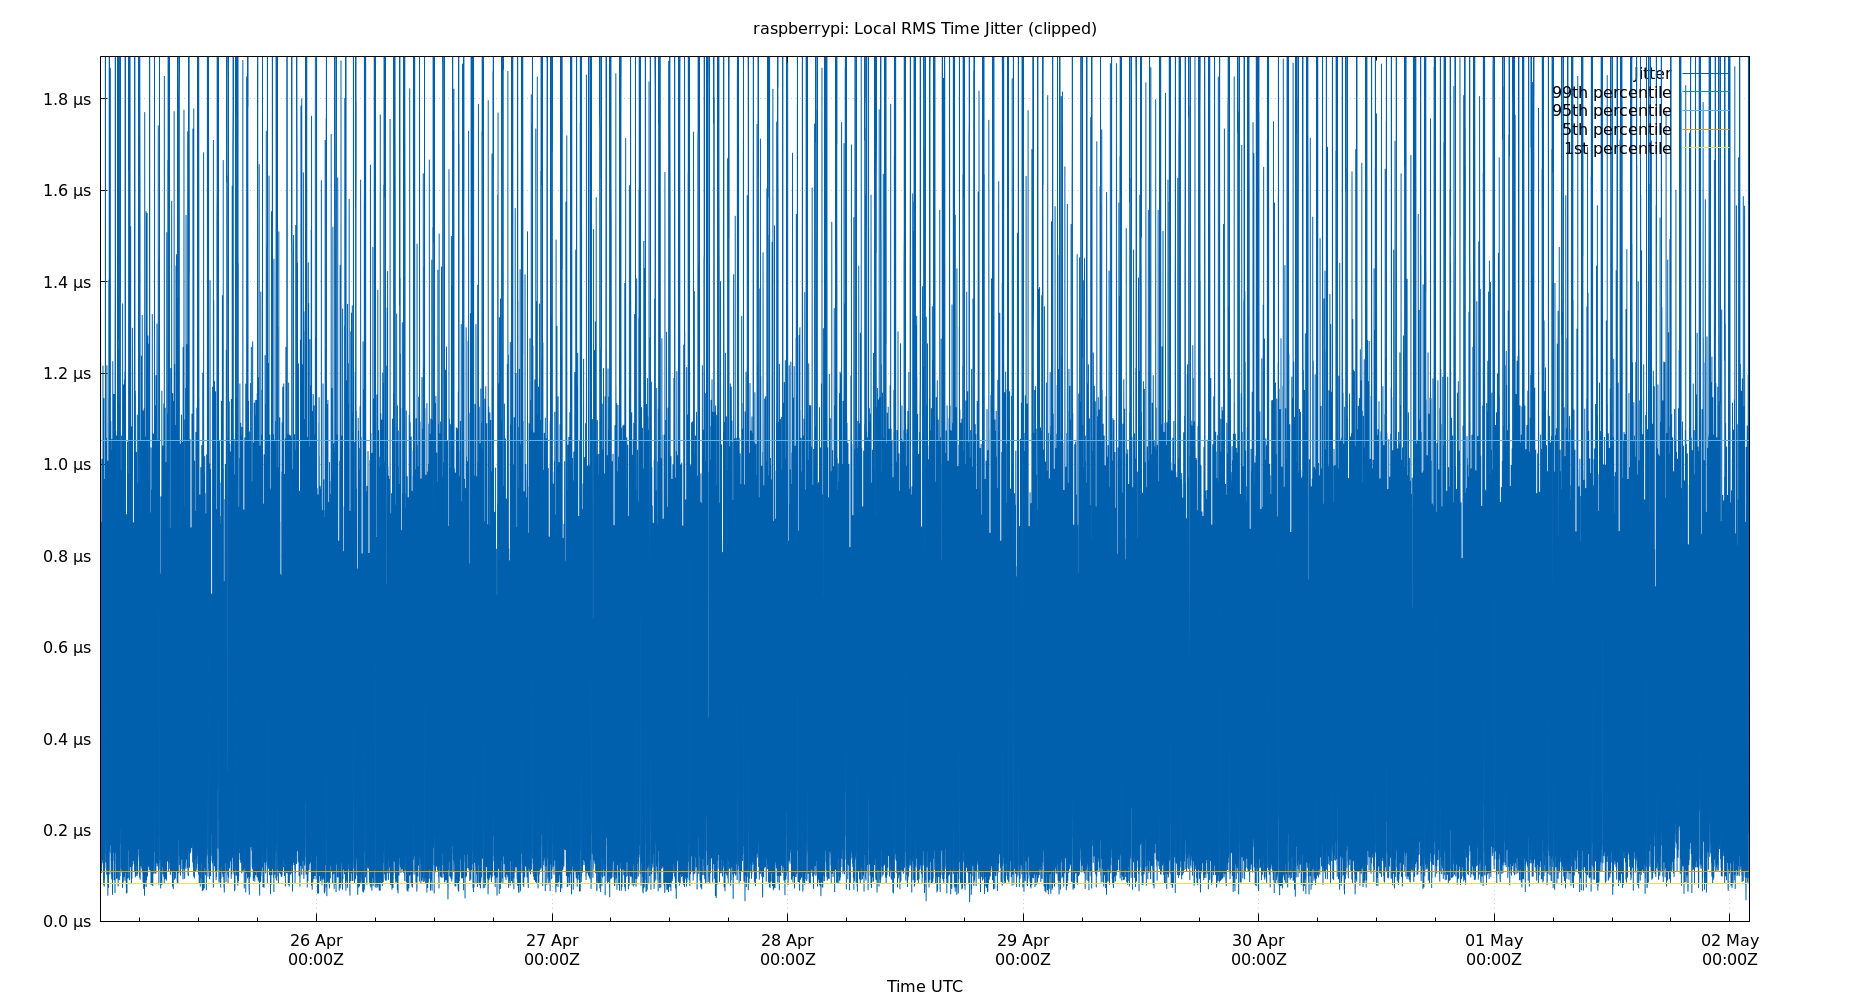 raspberrypi: Local RMS Time Jitter (clipped)
jitter
99th percentile
95th percentile
5th percentile
1st percentile
1.8 μs
1.6 μs
1.4 μs
1.2 μs
1.0 μs
0.8 μs
0.6 μs
0.4 μs
0.2 μs
0.0 μs
26 Apr 27 Apr 28 Apr 29 Apr 30 Apr 01 May 02 May
00:00Z 00:00Z 00:00Z 00:00Z 00:00Z 00:00Z 00:00Z
Time UTC